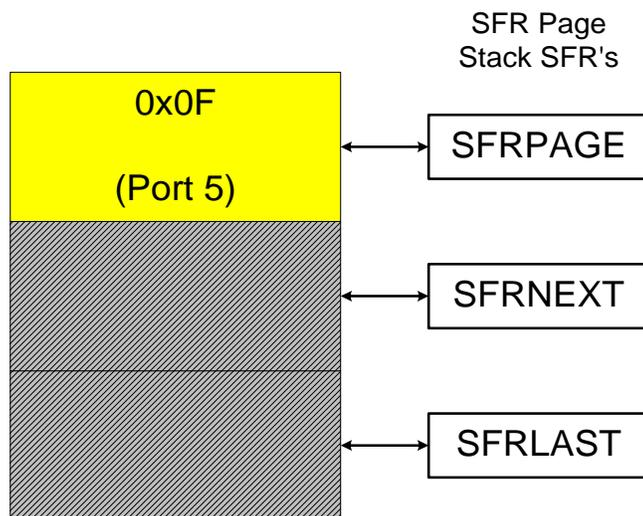 SFR Page
Stack SFR's
0x0F
(Port 5)
SFRPAGE
SFRNEXT
SFRLAST